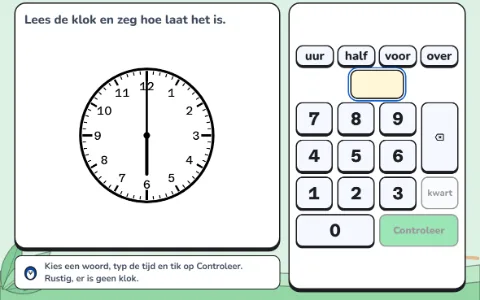 Lees de klok en zeg hoe laat het is.
12
11 1
10 2
9 3
8 4
7 5
6
Kies een woord, typ de tijd en tik op Controleer.
Rustig, er is geen klok.
uur half voor over
7 8 9
4 5 6
1 2 3 kwart
0 Controleer